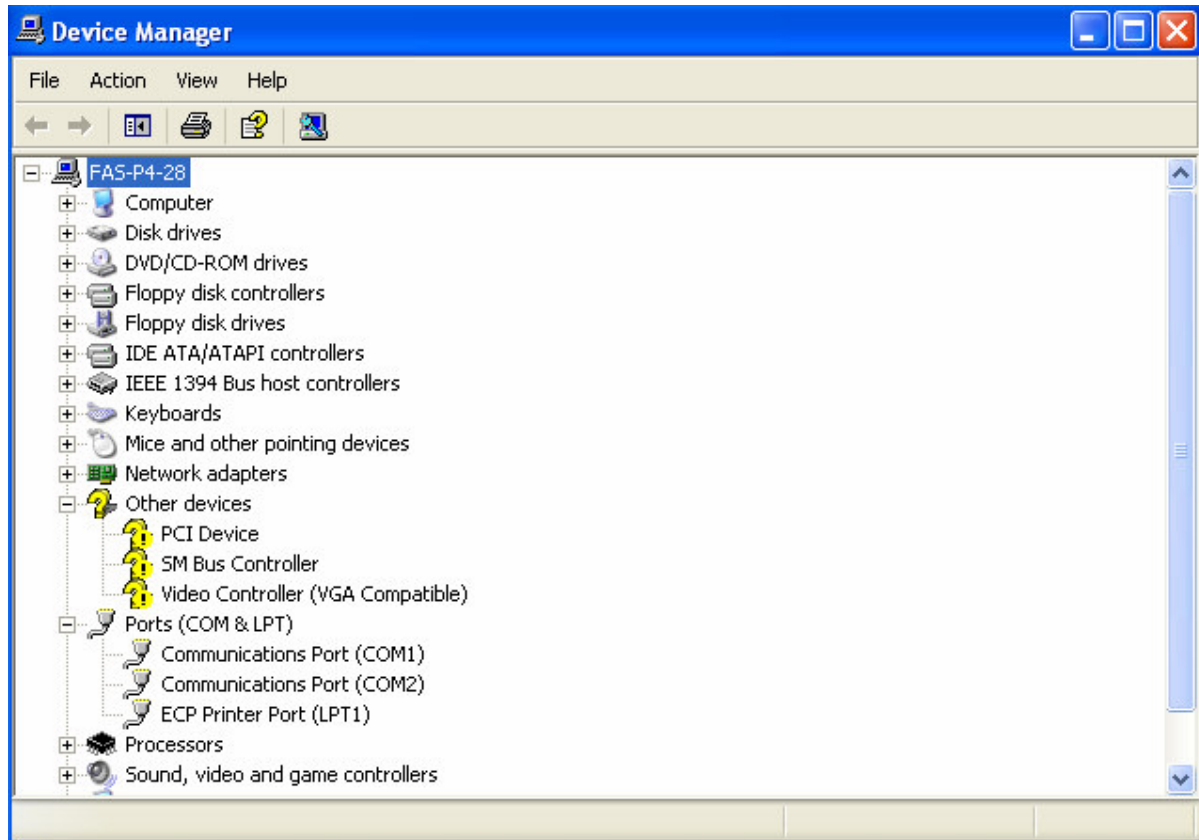 Device Manager
File Action View Help
FAS-P4-28
Computer
Disk drives
DVD/CD-ROM drives
Floppy disk controllers
Floppy disk drives
IDE ATA/ATAPI controllers
IEEE 1394 Bus host controllers
Keyboards
Mice and other pointing devices
Network adapters
Other devices
PCI Device
SM Bus Controller
Video Controller (VGA Compatible)
Ports (COM & LPT)
Communications Port (COM1)
Communications Port (COM2)
ECP Printer Port (LPT1)
Processors
Sound, video and game controllers